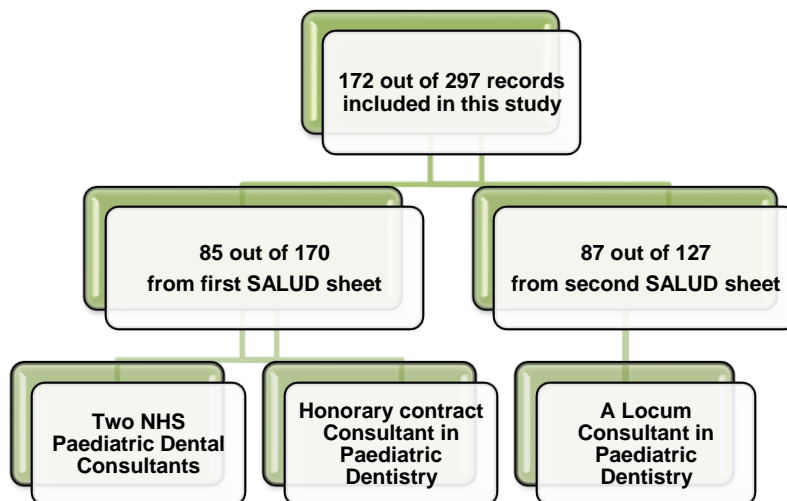 172 out of 297 records
included in this study
85 out of 170
from first SALUD sheet
87 out of 127
from second SALUD sheet
Two NHS
Paediatric Dental
Consultants
Honorary contract
Consultant in
Paediatric
Dentistry
A Locum
Consultant in
Paediatric
Dentistry